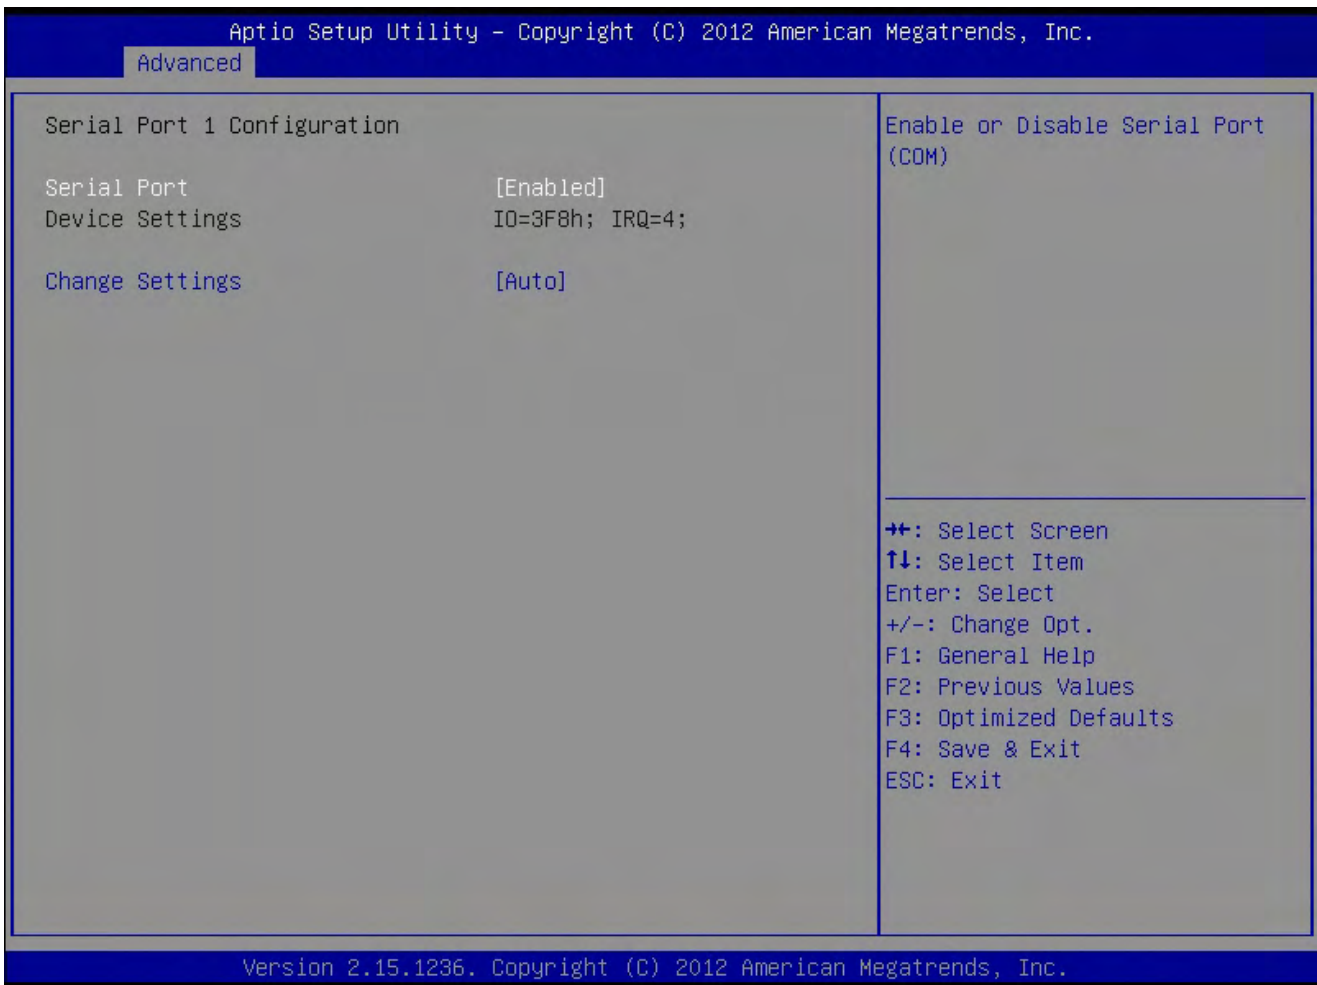 Aptio Setup Utility – Copyright (C) 2012 American Megatrends, Inc.
Advanced
Serial Port 1 Configuration
Serial Port [Enabled]
Device Settings IO=3F8h; IRQ=4;
Change Settings [Auto]
Enable or Disable Serial Port
(COM)
→←: Select Screen
↑↓: Select Item
Enter: Select
+/-: Change Opt.
F1: General Help
F2: Previous Values
F3: Optimized Defaults
F4: Save & Exit
ESC: Exit
Version 2.15.1236. Copyright (C) 2012 American Megatrends, Inc.